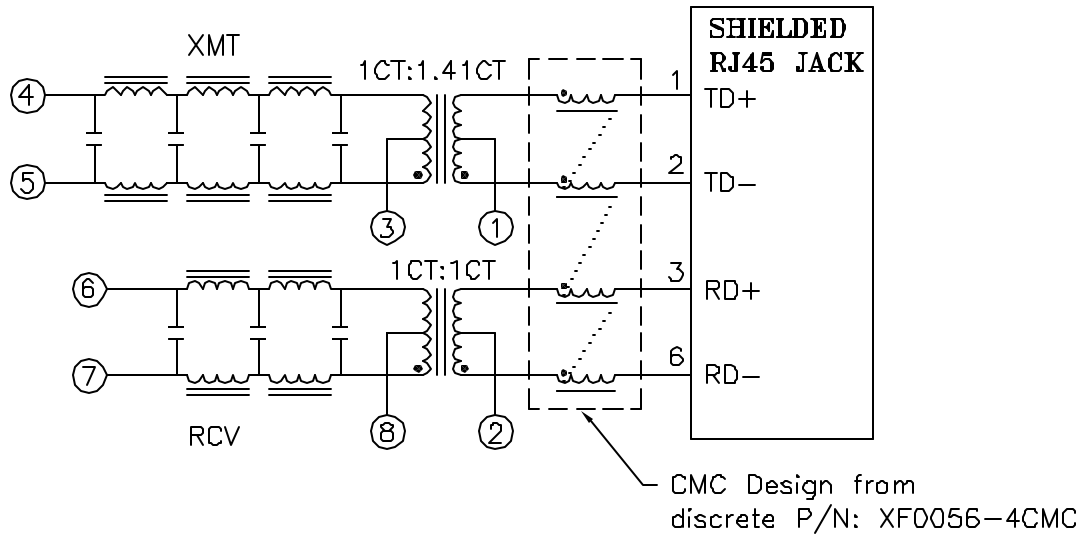 XMT
SHIELDED
RJ45 JACK
1CT:1.41CT
4
1
TD+
5
2
TD-
3
1
1CT:1CT
6
3
RD+
7
6
RD-
8
2
RCV
CMC Design from
discrete P/N: XF0056-4CMC